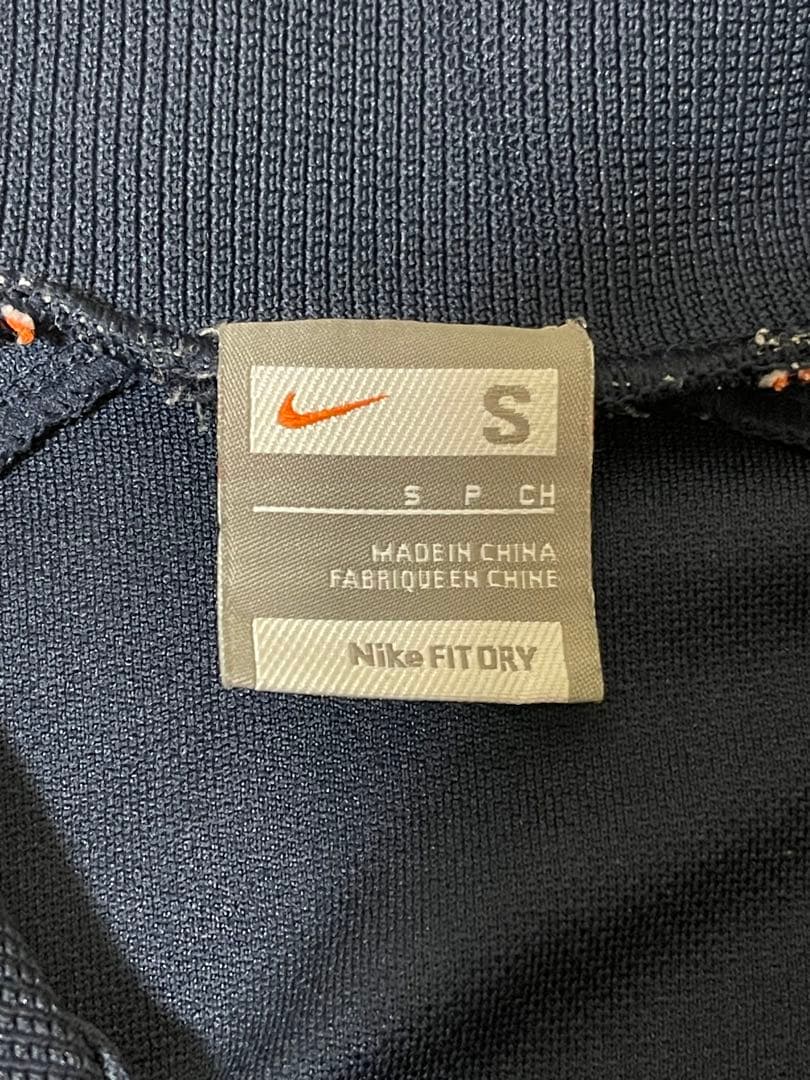 S
S P CH
MADE IN CHINA
FABRIQUE EN CHINE
Nike FIT DRY